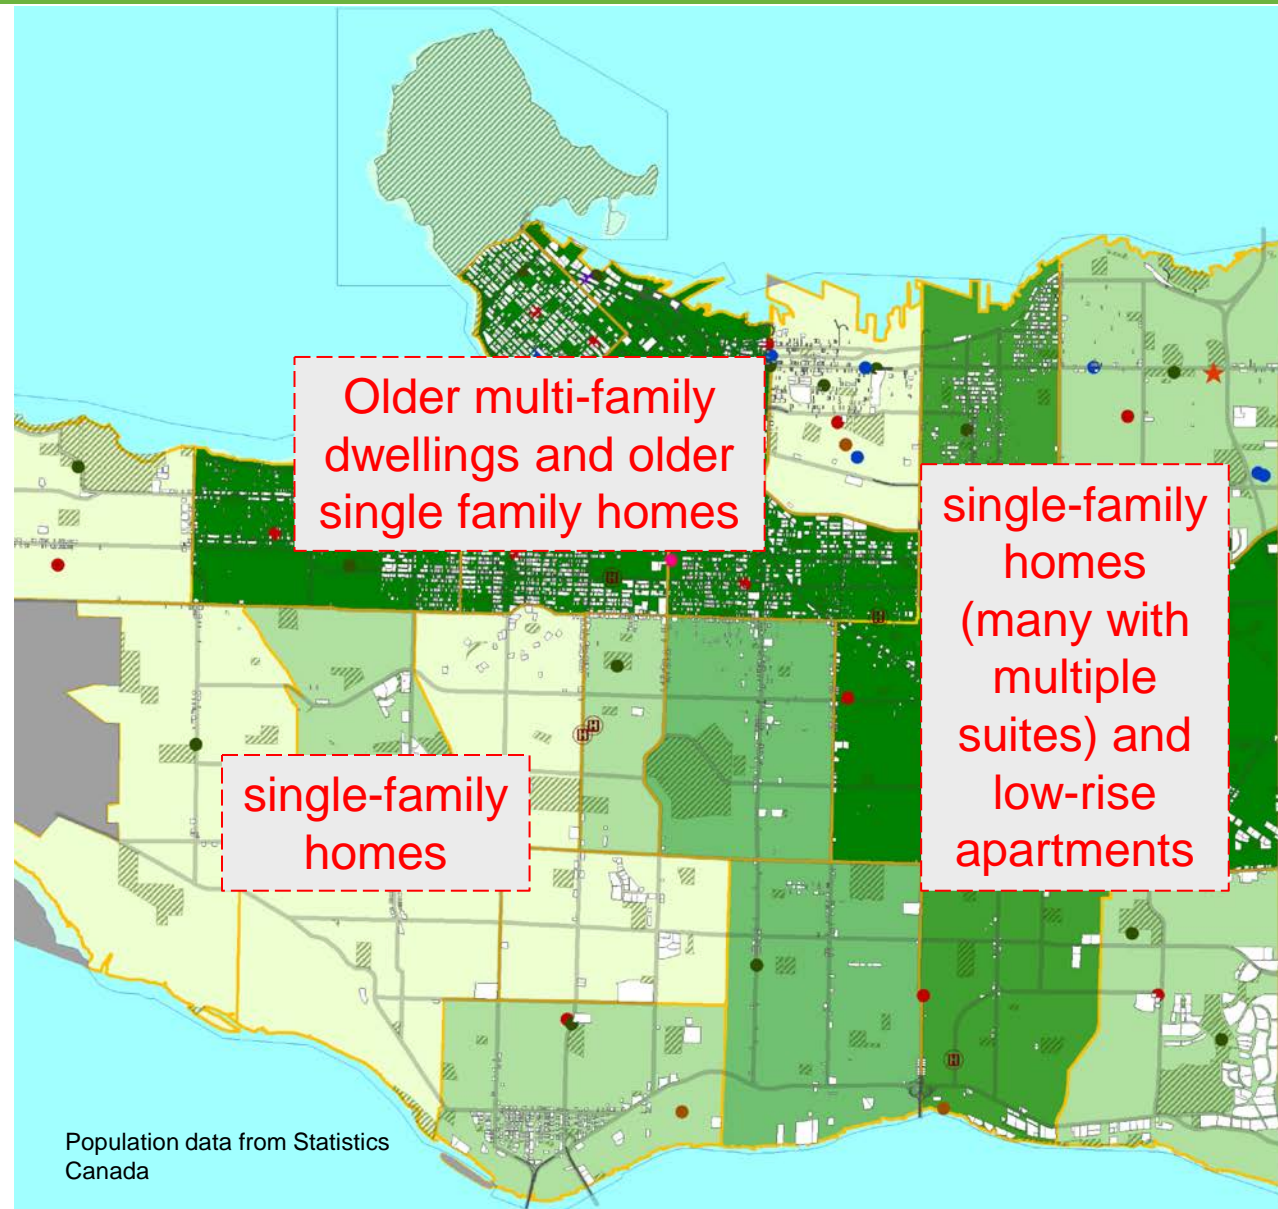 Older multi-family
dwellings and older
single family homes
single-family
homes
(many with
multiple
suites) and
low-rise
apartments
single-family
homes
H
H
H
H
H
Population data from Statistics
Canada